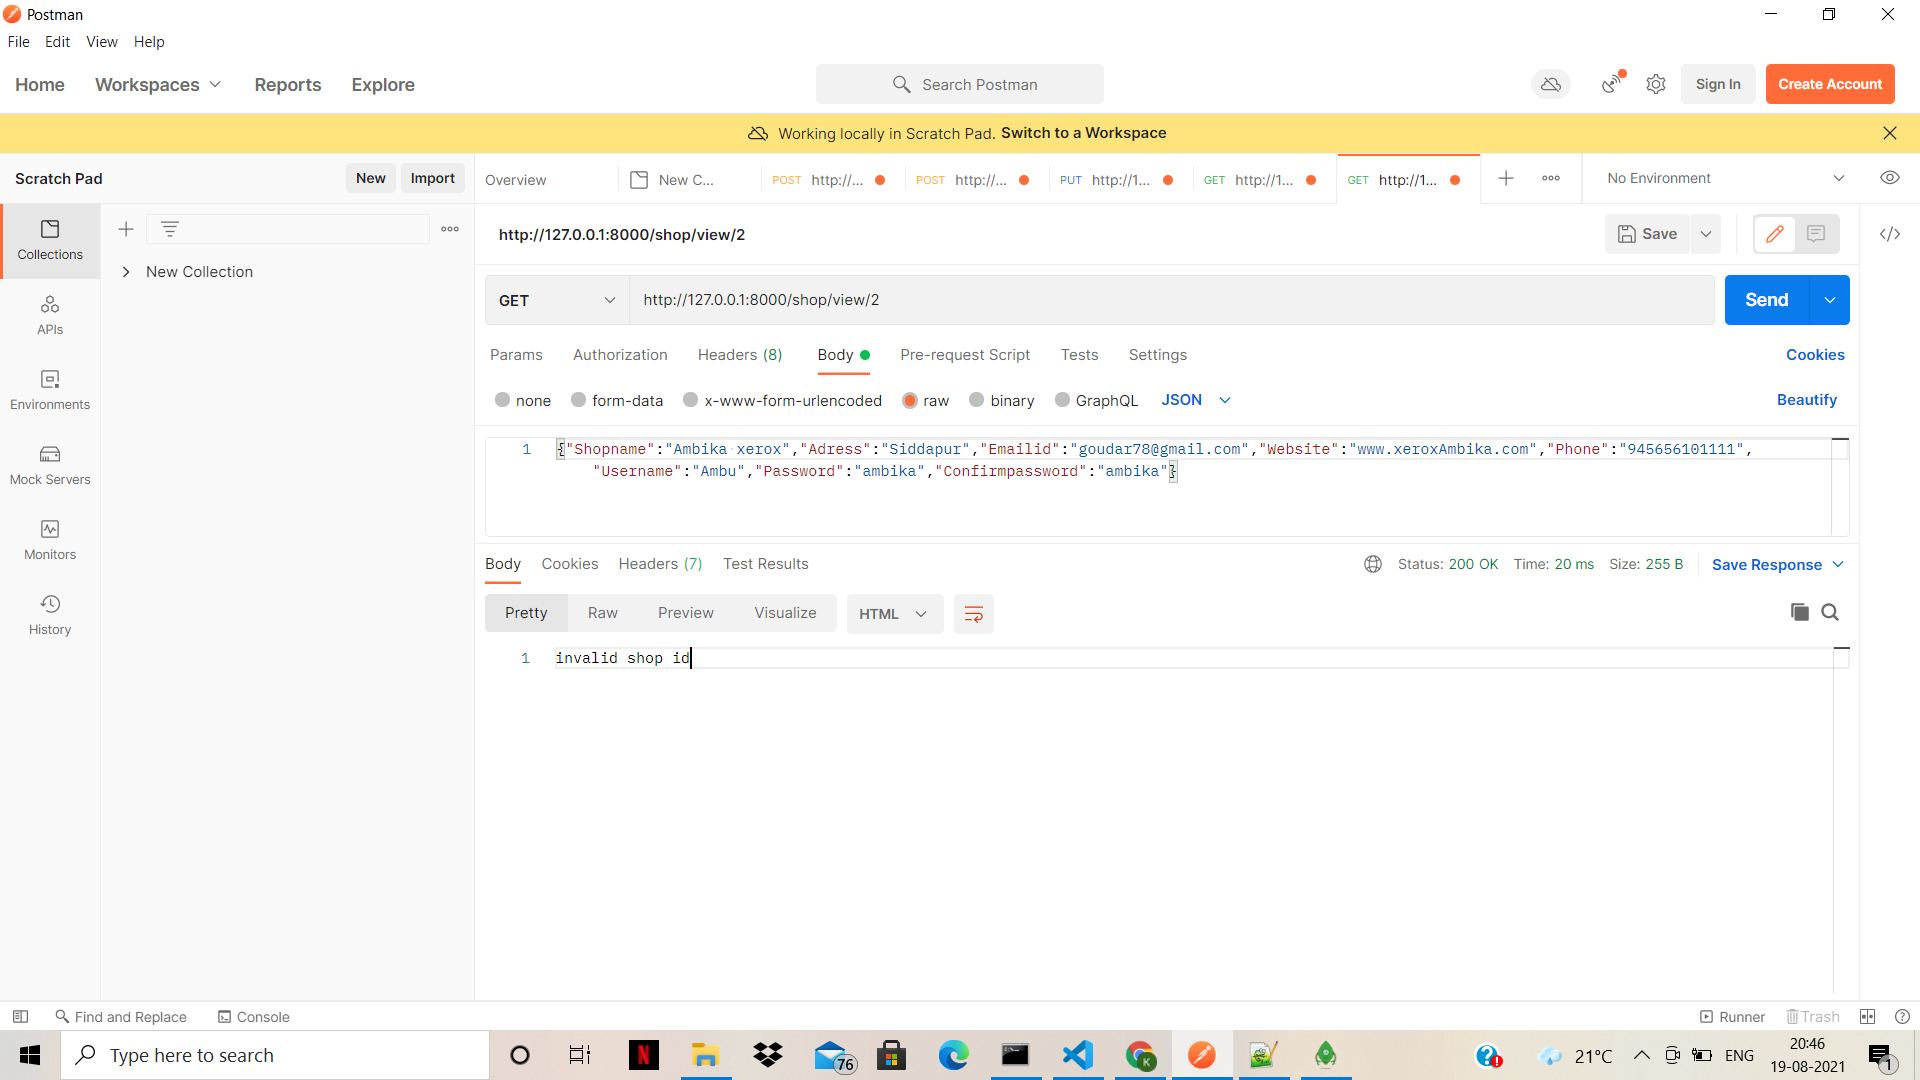 Postman
File Edit View Help
Home Workspaces Reports Explore Search Postman Sign In Create Account
Working locally in Scratch Pad. Switch to a Workspace
Scratch Pad New Import Overview New C... POST http://... POST http://... PUT http://1... GET http://1... GET http://1... No Environment
Collections
New Collection
APIs
Environments
Mock Servers
Monitors
History
http://127.0.0.1:8000/shop/view/2 Save
GET http://127.0.0.1:8000/shop/view/2 Send
Params Authorization Headers (8) Body Pre-request Script Tests Settings Cookies
none form-data x-www-form-urlencoded raw binary GraphQL JSON Beautify
1 {"Shopname":"Ambika xerox","Adress":"Siddapur","Emailid":"goudar78@gmail.com","Website":"www.xeroxAmbika.com","Phone":"945656101111",
"Username":"Ambu","Password":"ambika","Confirmpassword":"ambika"}
Body Cookies Headers (7) Test Results Status: 200 OK Time: 20 ms Size: 255 B Save Response
Pretty Raw Preview Visualize HTML
1 invalid shop id
Find and Replace Console Runner Trash
Type here to search 76 21°C ENG 20:46
19-08-2021 1